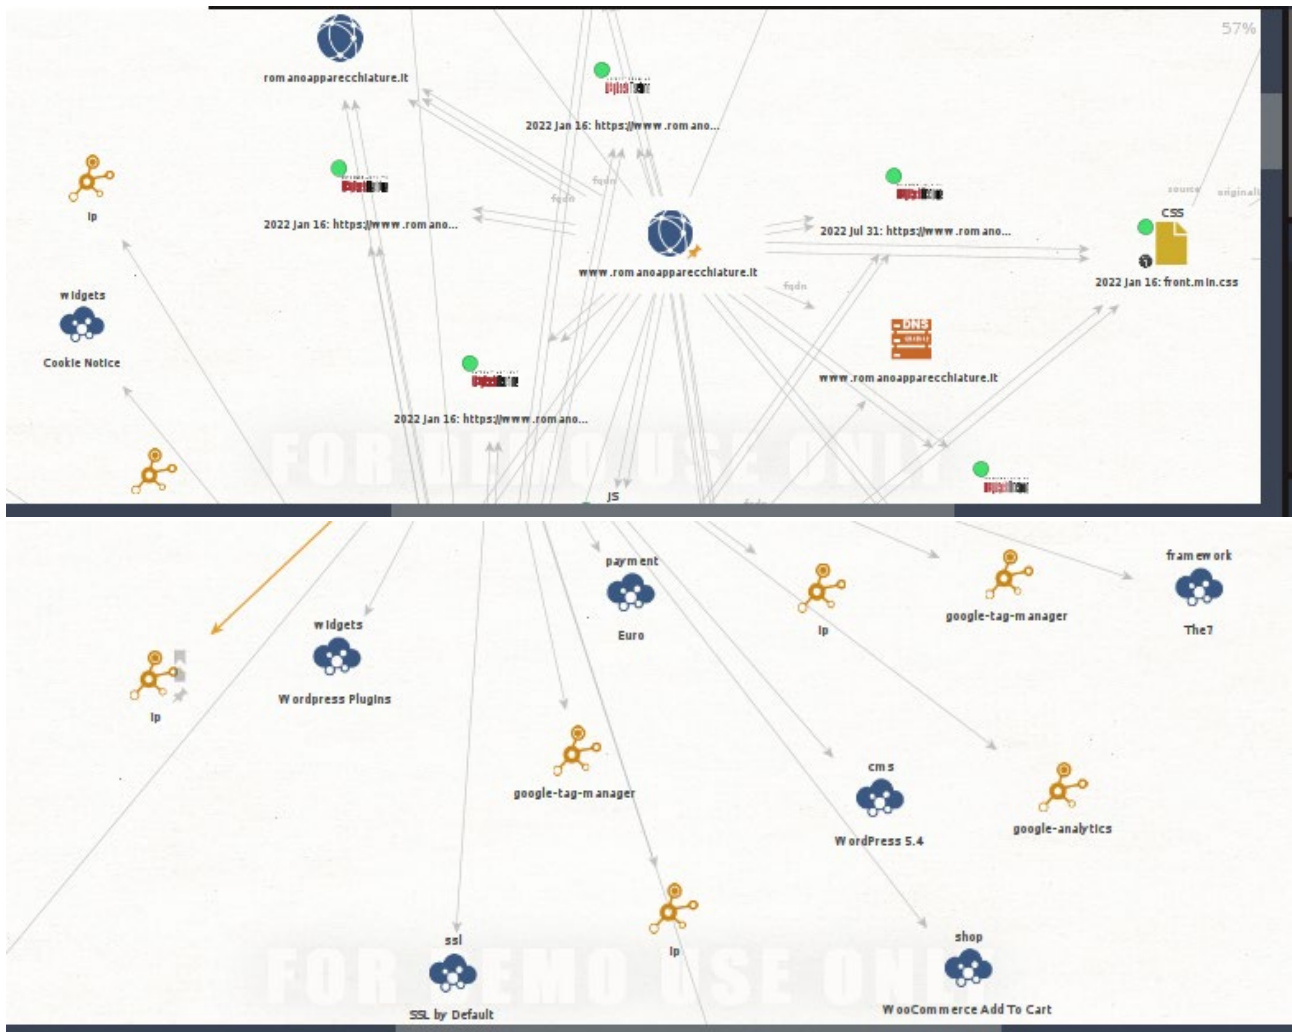 57%
romanoapparecchiature.it
2022 Jan 16: https://www.romano...
fqdn
fqdn
ip
2022 Jan 16: https://www.romano...
2022 Jul 31: https://www.romano...
source
CSS
2022 Jan 16: front.min.css
www.romanoapparecchiature.it
fqdn
widgets
Cookie Notice
DNS
www.romanoapparecchiature.it
2022 Jan 16: https://www.romano...
FOR DEMO USE ONLY
JS
fqdn
payment
Euro
ip
google-tag-manager
framework
The7
widgets
Wordpress Plugins
ip
google-tag-manager
cms
WordPress 5.4
google-analytics
ip
ssl
SSL by Default
shop
WooCommerce Add To Cart
FOR DEMO USE ONLY